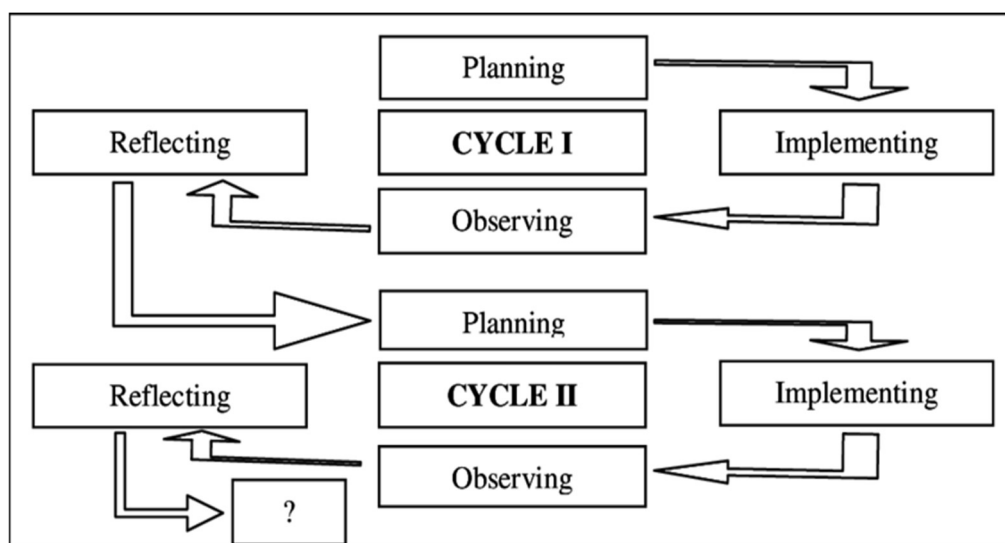 Planning
Reflecting
CYCLE I
Implementing
Observing
Planning
Reflecting
CYCLE II
Implementing
Observing
?